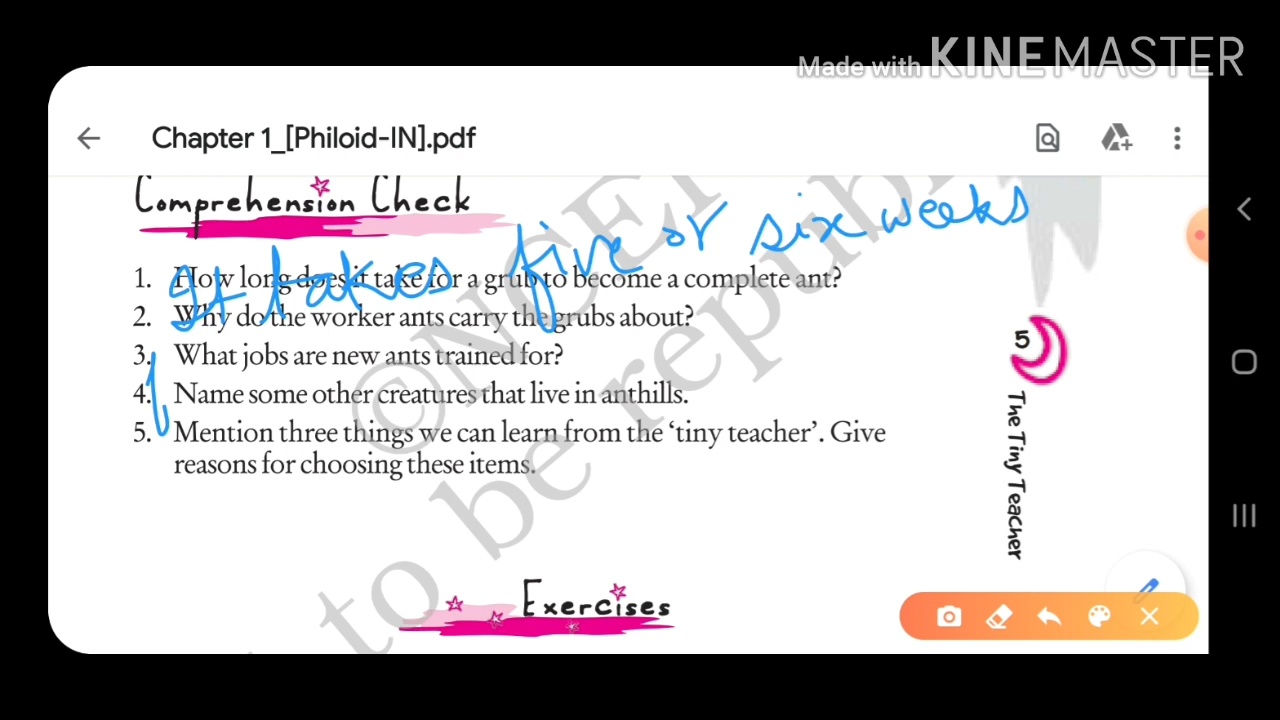 Made with KINEMASTER
Chapter 1_[Philoid-IN].pdf
Comprehension Check
It takes five or six weeks
1. How long does it take for a grub to become a complete ant?
2. Why do the worker ants carry the grubs about?
3. What jobs are new ants trained for?
4. Name some other creatures that live in anthills.
5. Mention three things we can learn from the ‘tiny teacher’. Give
reasons for choosing these items.
5
The Tiny Teacher
©NCE
to be republi
Exercises